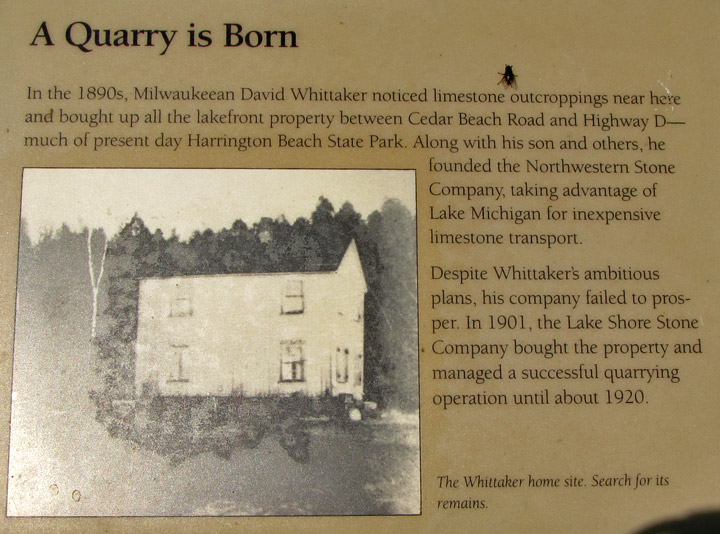 A Quarry is Born
In the 1890s, Milwaukeean David Whittaker noticed limestone outcroppings near here
and bought up all the lakefront property between Cedar Beach Road and Highway D—
much of present day Harrington Beach State Park. Along with his son and others, he
founded the Northwestern Stone
Company, taking advantage of
Lake Michigan for inexpensive
limestone transport.
Despite Whittaker's ambitious
plans, his company failed to pros-
per. In 1901, the Lake Shore Stone
Company bought the property and
managed a successful quarrying
operation until about 1920.
The Whittaker home site. Search for its
remains.